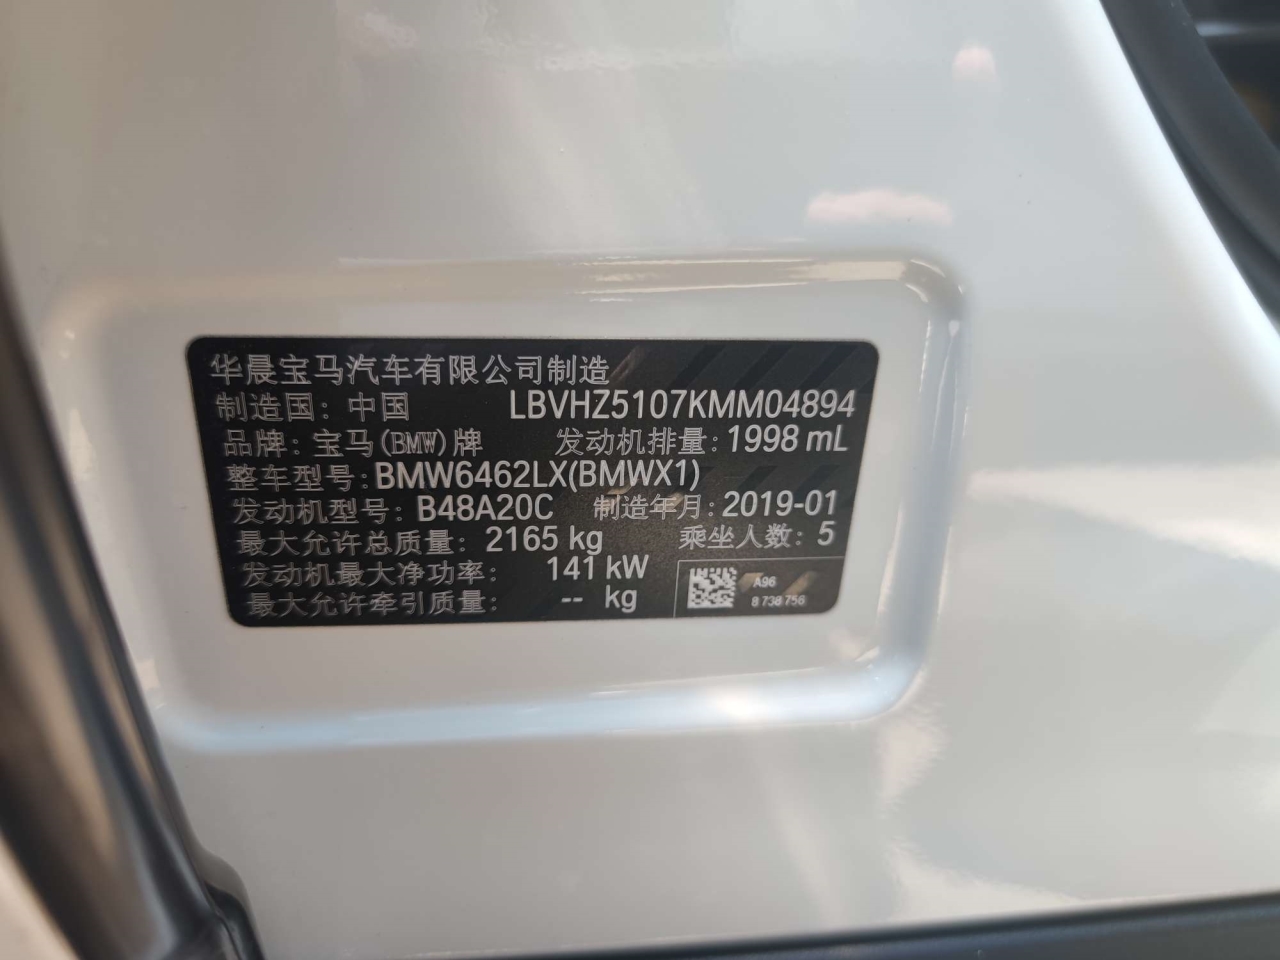 华晨宝马汽车有限公司制造
制造国：中国 LBVHZ5107KMM04894
品牌：宝马(BMW)牌 发动机排量：1998 mL
整车型号：BMW6462LX(BMWX1)
发动机型号：B48A20C 制造年月：2019-01
最大允许总质量：2165 kg 乘坐人数：5
发动机最大净功率：141 kW
最大允许牵引质量：-- kg
A96
8 738 756